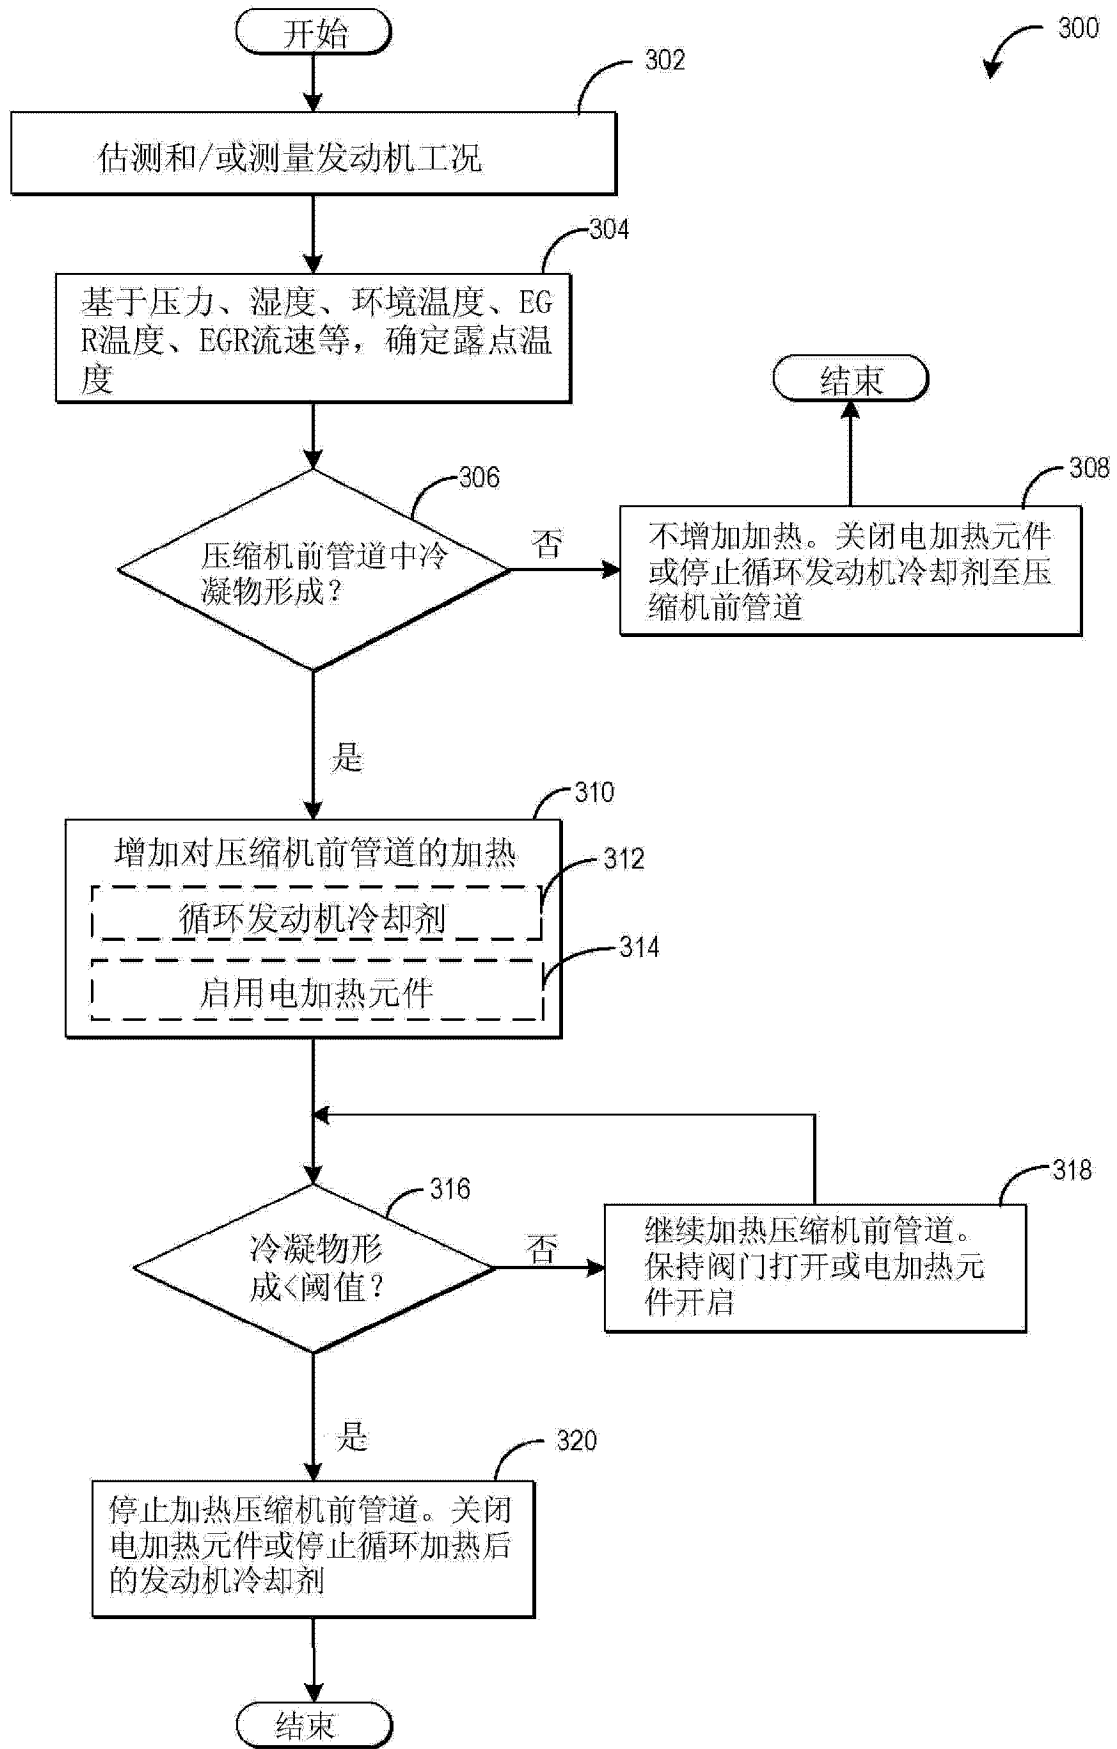 开始
300
302
估测和/或测量发动机工况
304
基于压力、湿度、环境温度、EG
R温度、EGR流速等，确定露点温
度
结束
306
308
压缩机前管道中冷
凝物形成？
否
不增加加热。关闭电加热元件
或停止循环发动机冷却剂至压
缩机前管道
是
310
增加对压缩机前管道的加热
312
循环发动机冷却剂
314
启用电加热元件
316
318
冷凝物形
成<阈值？
否
继续加热压缩机前管道。
保持阀门打开或电加热元
件开启
是
320
停止加热压缩机前管道。关闭
电加热元件或停止循环加热后
的发动机冷却剂
结束